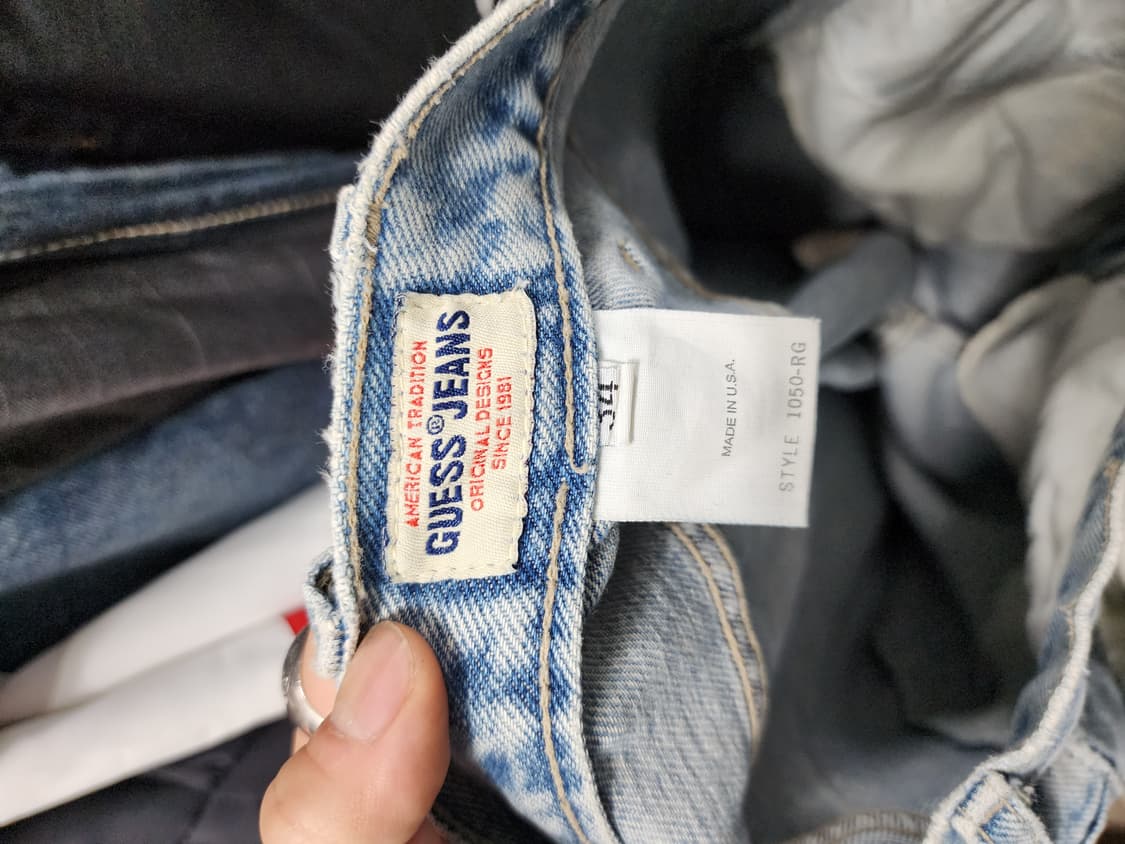 AMERICAN TRADITION
GUESS® JEANS
ORIGINAL DESIGNS
SINCE 1981
34
MADE IN U.S.A.
STYLE 1050-RG